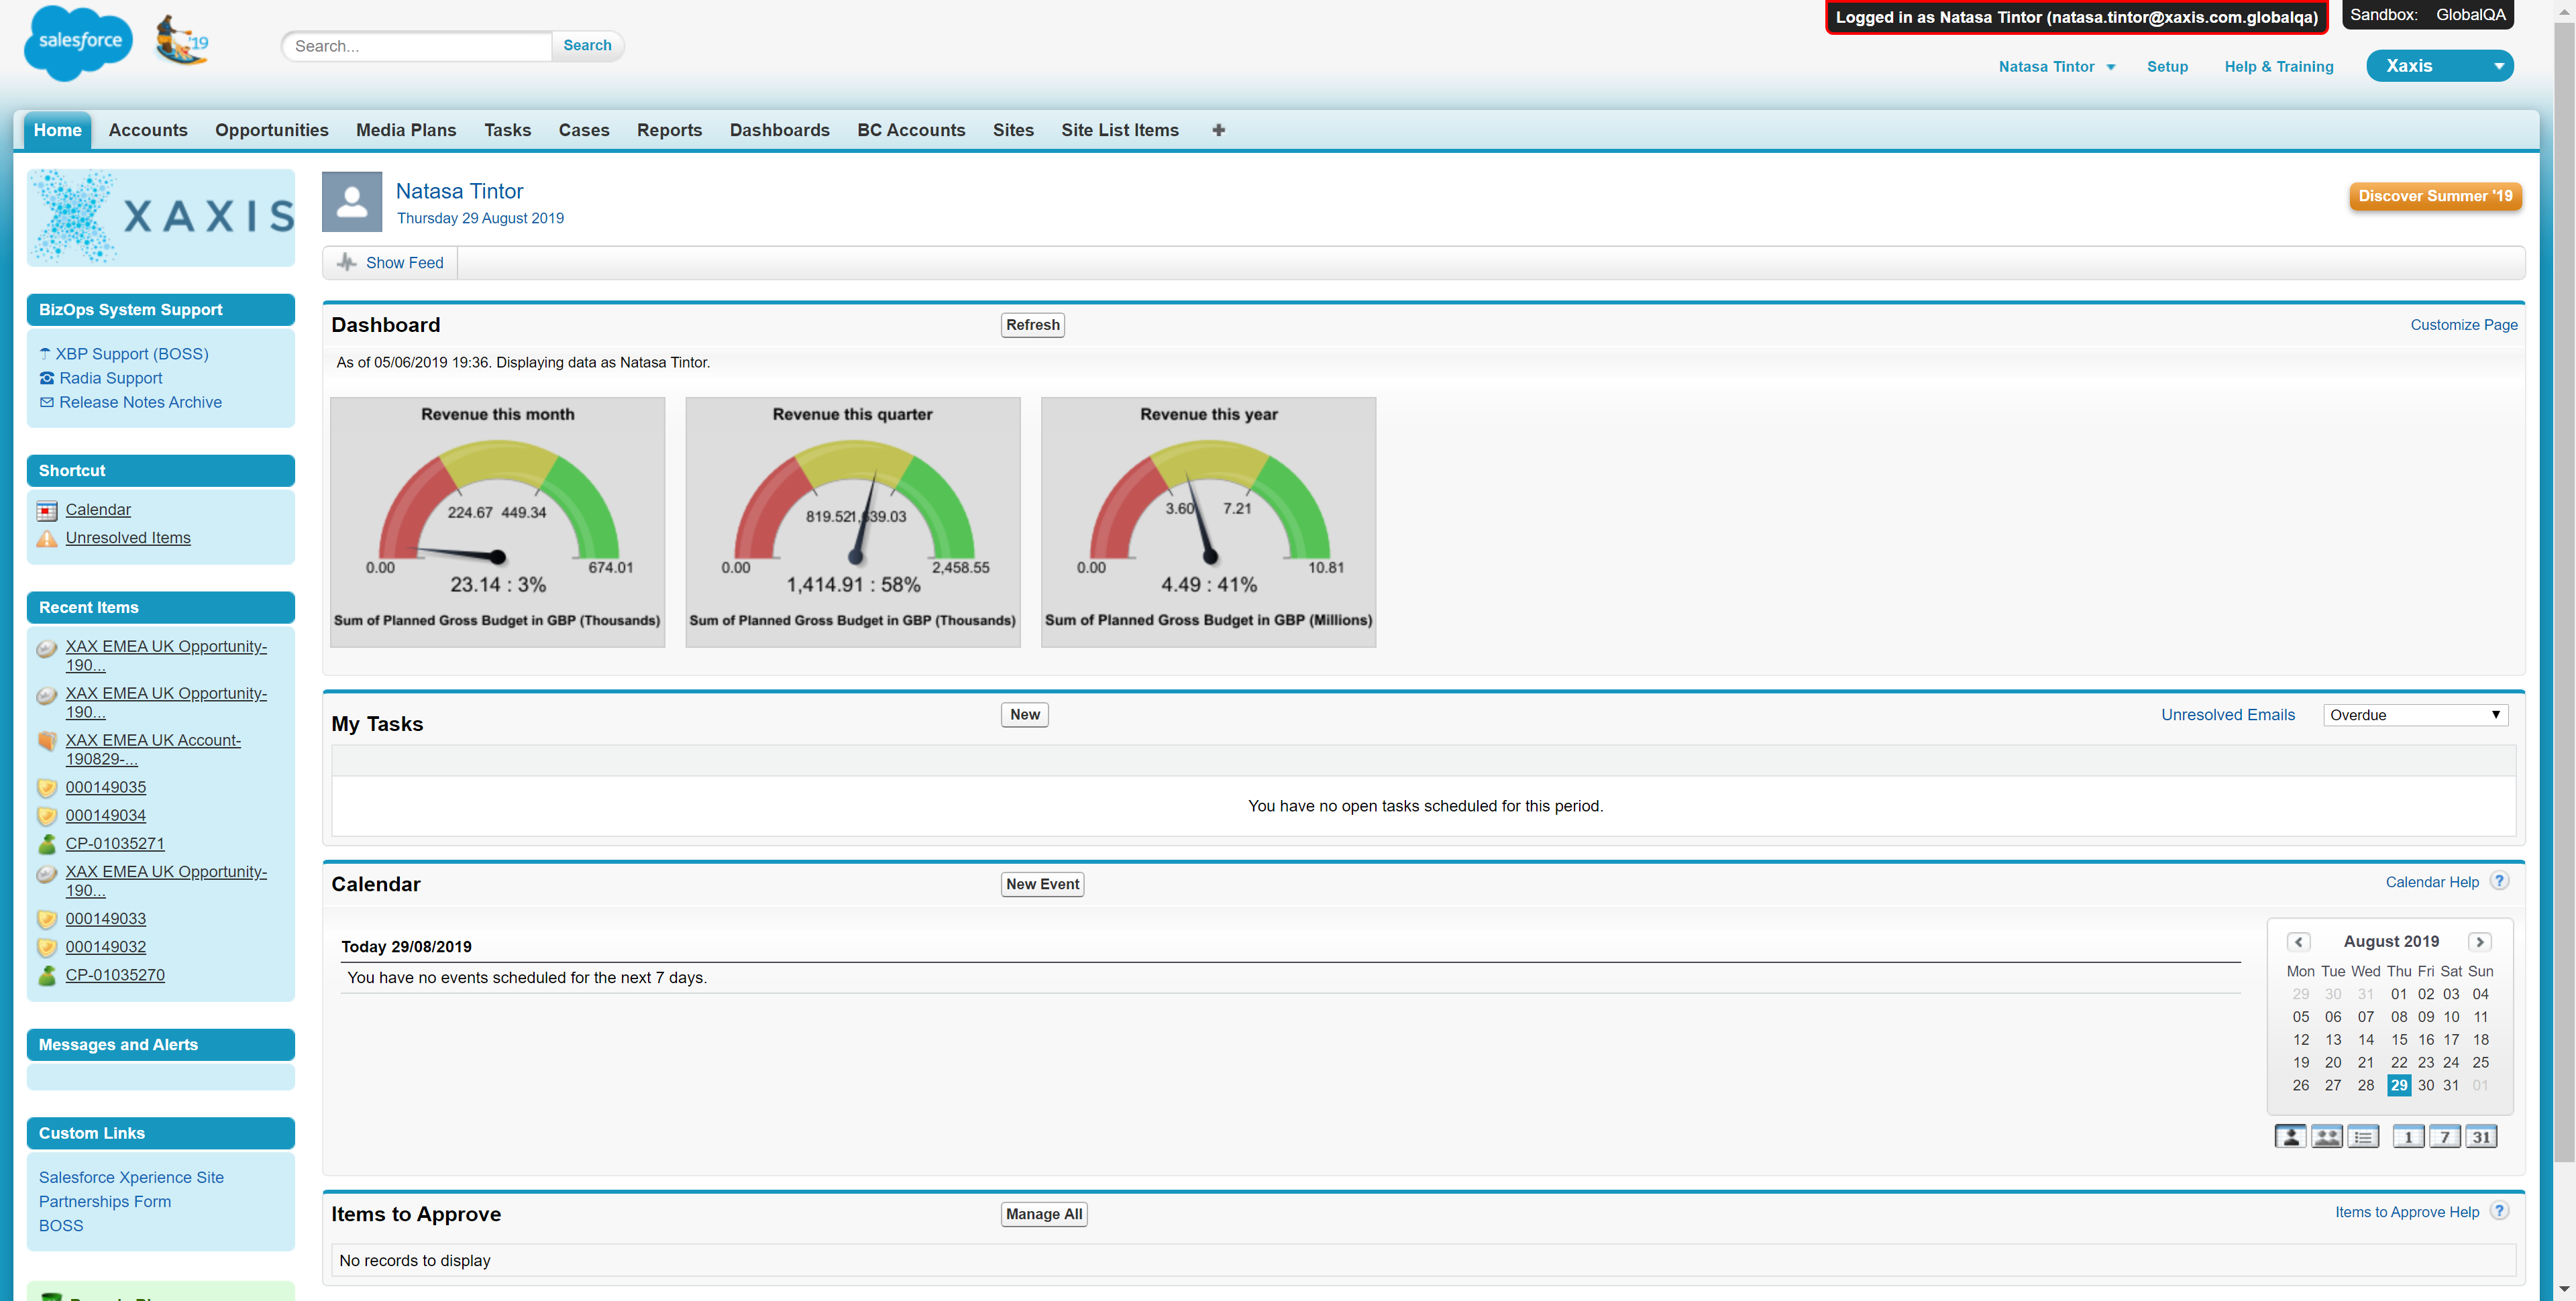 salesforce
'19
Search...
Search
Logged in as Natasa Tintor (natasa.tintor@xaxis.com.globalqa)
Sandbox: GlobalQA
Natasa Tintor
Setup
Help & Training
Xaxis
Home
Accounts
Opportunities
Media Plans
Tasks
Cases
Reports
Dashboards
BC Accounts
Sites
Site List Items
XAXIS
BizOps System Support
XBP Support (BOSS)
Radia Support
Release Notes Archive
Shortcut
Calendar
Unresolved Items
Recent Items
XAX EMEA UK Opportunity-
190...
XAX EMEA UK Opportunity-
190...
XAX EMEA UK Account-
190829-...
000149035
000149034
CP-01035271
XAX EMEA UK Opportunity-
190...
000149033
000149032
CP-01035270
Messages and Alerts
Custom Links
Salesforce Xperience Site
Partnerships Form
BOSS
Natasa Tintor
Thursday 29 August 2019
Discover Summer '19
Show Feed
Dashboard
Refresh
Customize Page
As of 05/06/2019 19:36. Displaying data as Natasa Tintor.
Revenue this month
224.67 449.34
0.00 674.01
23.14 : 3%
Sum of Planned Gross Budget in GBP (Thousands)
Revenue this quarter
819.52 1,639.03
0.00 2,458.55
1,414.91 : 58%
Sum of Planned Gross Budget in GBP (Thousands)
Revenue this year
3.60 7.21
0.00 10.81
4.49 : 41%
Sum of Planned Gross Budget in GBP (Millions)
My Tasks
New
Unresolved Emails
Overdue
You have no open tasks scheduled for this period.
Calendar
New Event
Calendar Help ?
Today 29/08/2019
You have no events scheduled for the next 7 days.
August 2019
Mon Tue Wed Thu Fri Sat Sun
29 30 31 01 02 03 04
05 06 07 08 09 10 11
12 13 14 15 16 17 18
19 20 21 22 23 24 25
26 27 28 29 30 31 01
1 7 31
Items to Approve
Manage All
Items to Approve Help ?
No records to display